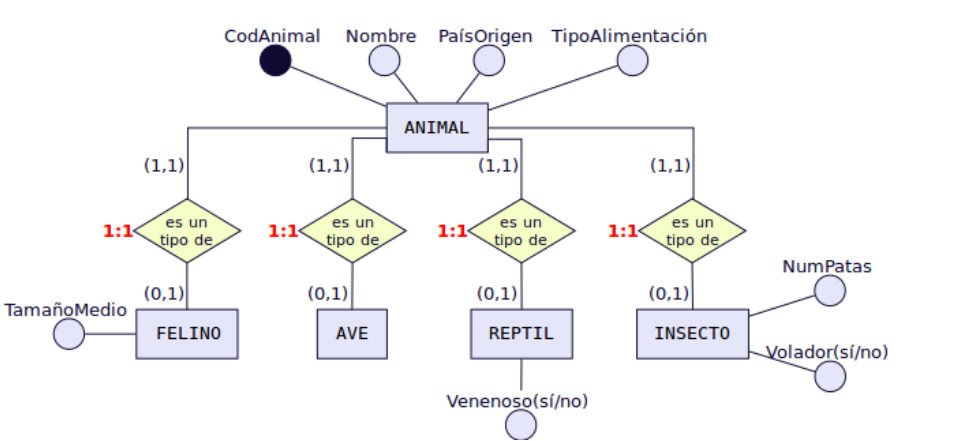 CodAnimal Nombre PaísOrigen TipoAlimentación
ANIMAL
(1,1) (1,1) (1,1) (1,1)
1:1 es un tipo de 1:1 es un tipo de 1:1 es un tipo de 1:1 es un tipo de
(0,1) (0,1) (0,1) (0,1)
NumPatas
TamañoMedio
FELINO AVE REPTIL INSECTO
Volador(sí/no)
Venenoso(sí/no)